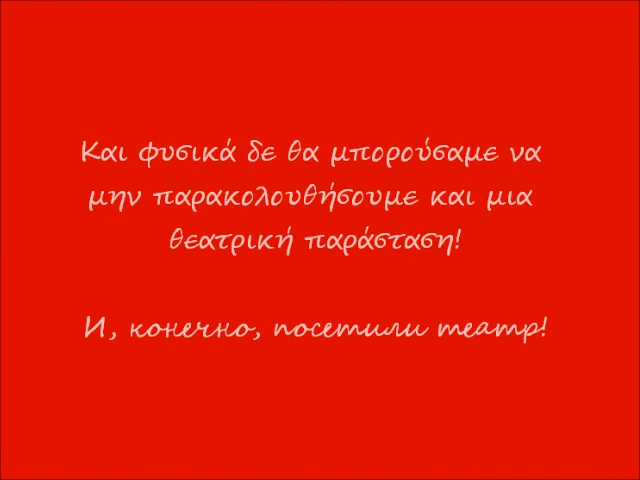 Και φυσικά δε θα μπορούσαμε να
μην παρακολουθήσουμε και μια
θεατρική παράσταση!
И, конечно, посетили театр!